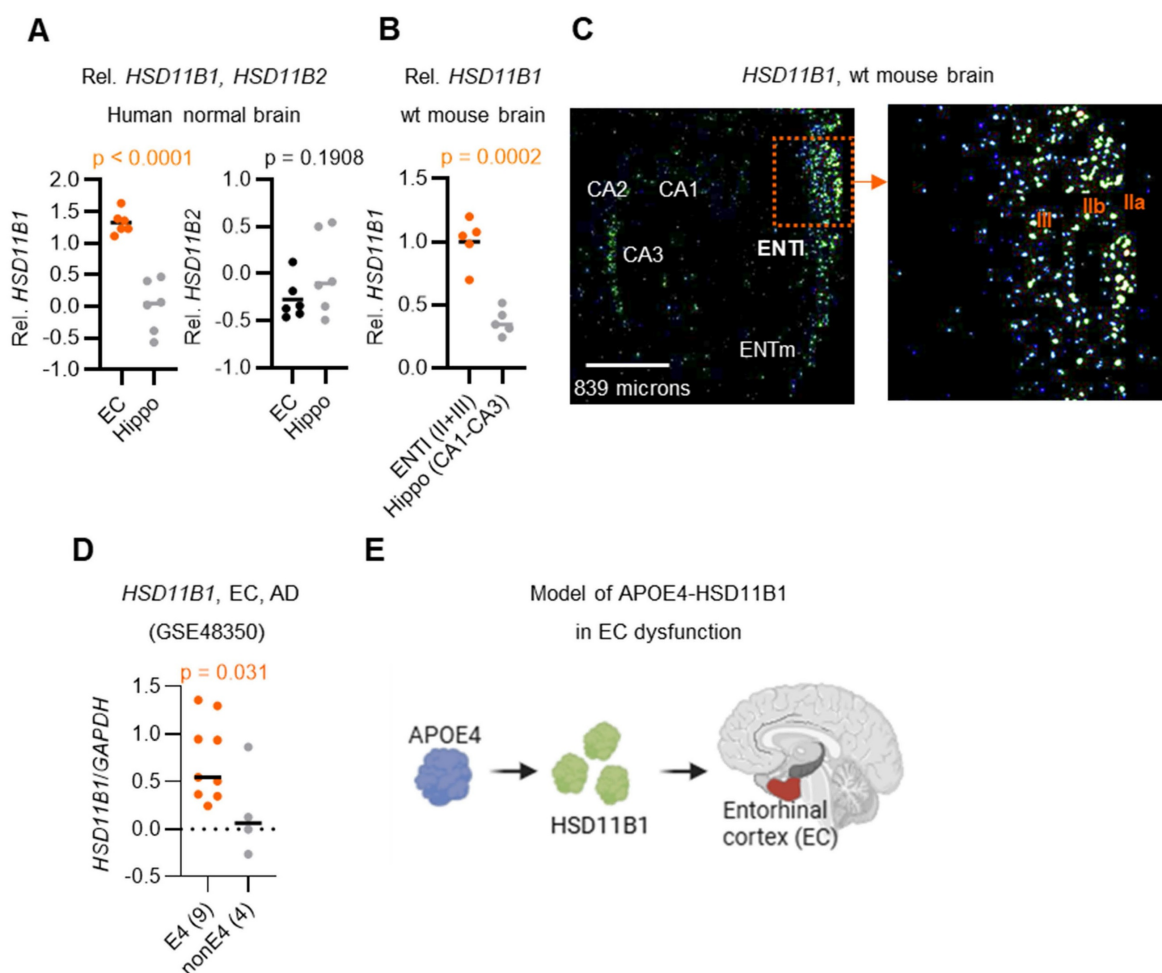 A
Rel. HSD11B1, HSD11B2
Human normal brain
p < 0.0001
Rel. HSD11B1
2.0
1.5
1.0
0.5
0.0
-0.5
-1.0
EC
Hippo
p = 0.1908
Rel. HSD11B2
1.0
0.5
0.0
-0.5
-1.0
EC
Hippo
B
Rel. HSD11B1
wt mouse brain
p = 0.0002
Rel. HSD11B1
1.5
1.0
0.5
0.0
ENTl (II+III)
Hippo (CA1-CA3)
C
HSD11B1, wt mouse brain
CA2
CA1
CA3
ENTl
ENTm
839 microns
III
IIb
IIa
D
HSD11B1, EC, AD
(GSE48350)
p = 0.031
HSD11B1/GAPDH
1.5
1.0
0.5
0.0
-0.5
E4 (9)
nonE4 (4)
E
Model of APOE4-HSD11B1
in EC dysfunction
APOE4
HSD11B1
Entorhinal
cortex (EC)